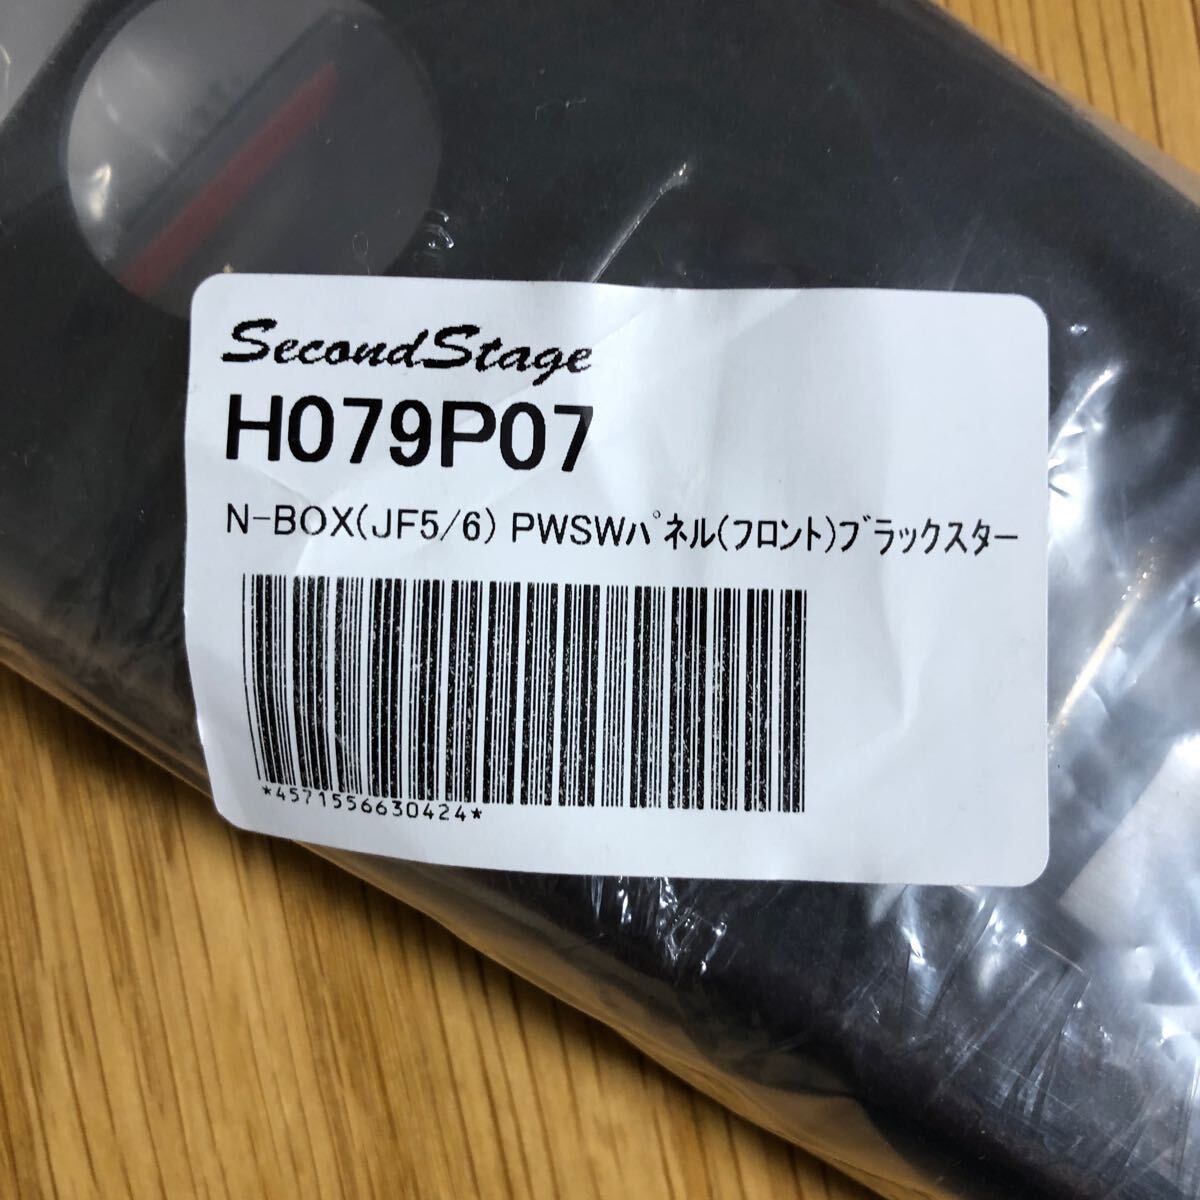 SecondStage
H079P07
N-BOX(JF5/6) PWSWﾊﾟﾈﾙ(ﾌﾛﾝﾄ)ﾌﾞﾗｯｸｽﾀｰ
*4571556630424*